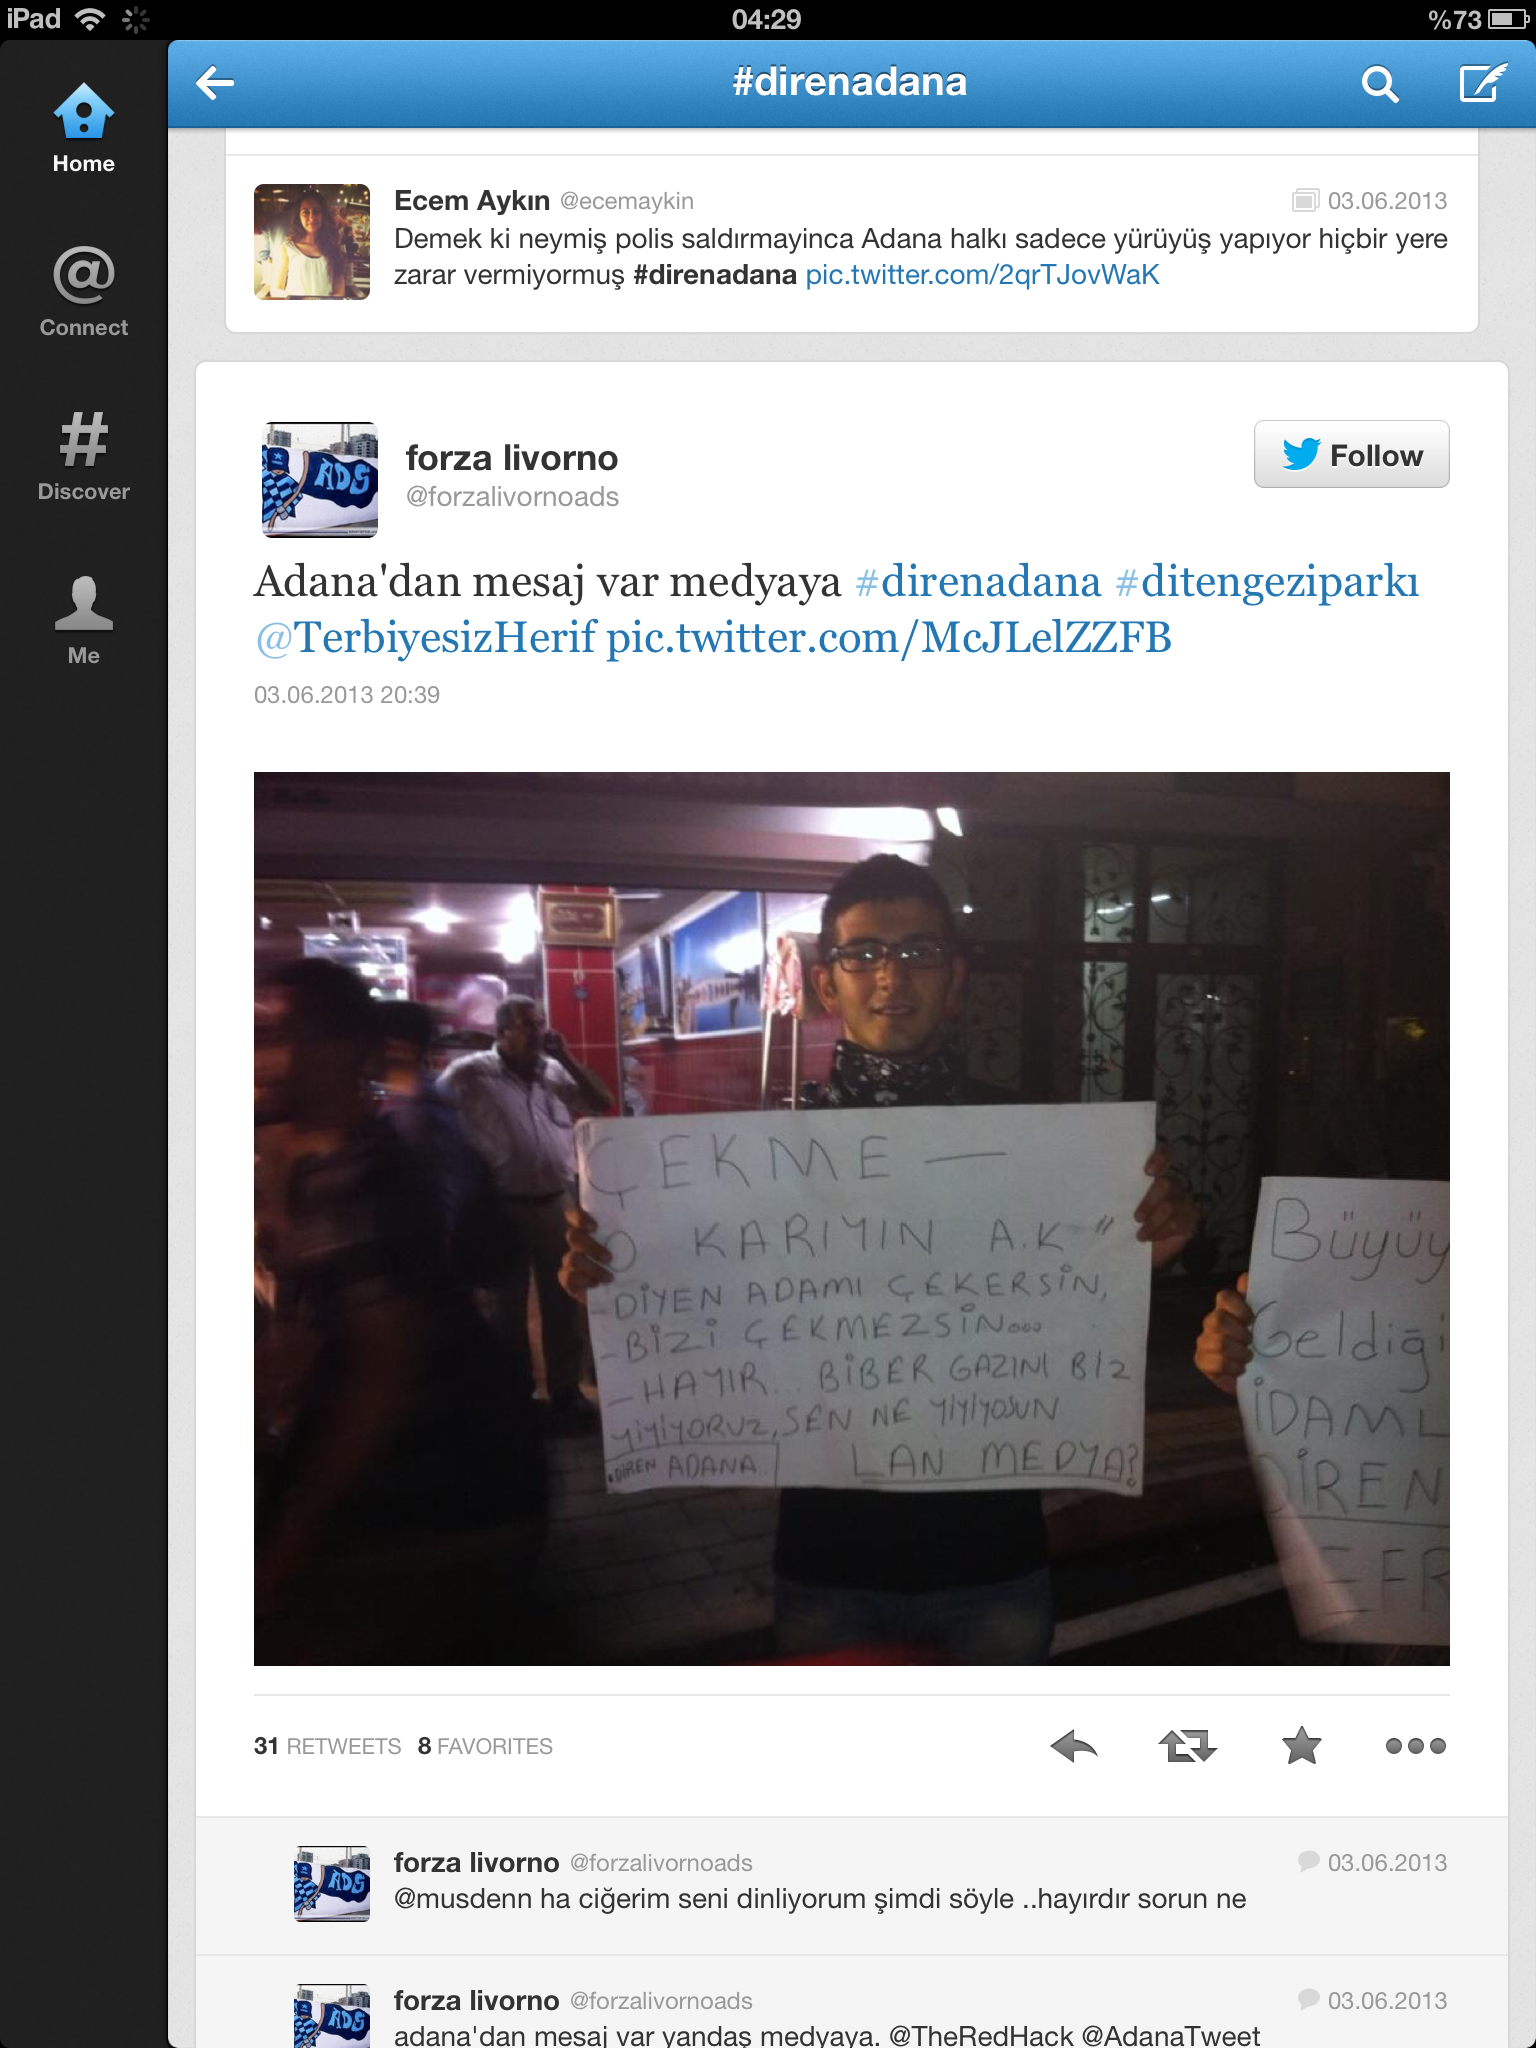 iPad
04:29
%73
#direnadana
Home
Connect
Discover
Me
Ecem Aykın @ecemaykin 03.06.2013
Demek ki neymiş polis saldırmayinca Adana halkı sadece yürüyüş yapıyor hiçbir yere
zarar vermiyormuş #direnadana pic.twitter.com/2qrTJovWaK
forza livorno
@forzalivornoads
Follow
ADS
Adana'dan mesaj var medyaya #direnadana #ditengeziparkı
@TerbiyesizHerif pic.twitter.com/McJLelZZFB
03.06.2013 20:39
ÇEKME —
O KARIYIN A.K"
-DİYEN ADAMI ÇEKERSİN,
-BİZİ ÇEKMEZSİN...
-HAYIR... BİBER GAZINI BİZ
YİYİYORUZ, SEN NE YİYİYOSUN
DİREN ADANA.. LAN MEDYA?
Büyüy
Geldiği
İDAML
DİREN
31 RETWEETS 8 FAVORITES
forza livorno @forzalivornoads 03.06.2013
@musdenn ha ciğerim seni dinliyorum şimdi söyle ..hayırdır sorun ne
ADS
forza livorno @forzalivornoads 03.06.2013
adana'dan mesaj var yandaş medyaya. @TheRedHack @AdanaTweet
ADS